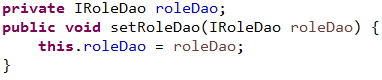 private IRoleDao roleDao;
public void setRoleDao(IRoleDao roleDao) {
    this.roleDao = roleDao;
}